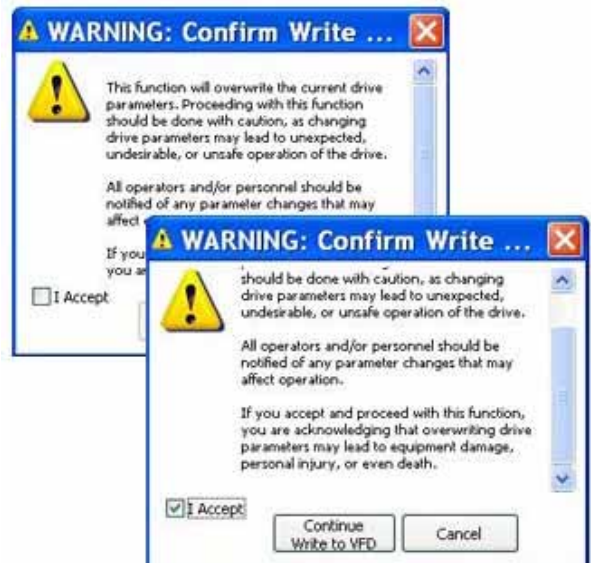 WARNING: Confirm Write ...
This function will overwrite the current drive
parameters. Proceeding with this function
should be done with caution, as changing
drive parameters may lead to unexpected,
undesirable, or unsafe operation of the drive.
All operators and/or personnel should be
notified of any parameter changes that may
affect
If you
you
I Accept
WARNING: Confirm Write ...
should be done with caution, as changing
drive parameters may lead to unexpected,
undesirable, or unsafe operation of the drive.
All operators and/or personnel should be
notified of any parameter changes that may
affect operation.
If you accept and proceed with this function,
you are acknowledging that overwriting drive
parameters may lead to equipment damage,
personal injury, or even death.
I Accept
Continue
Write to VFD
Cancel